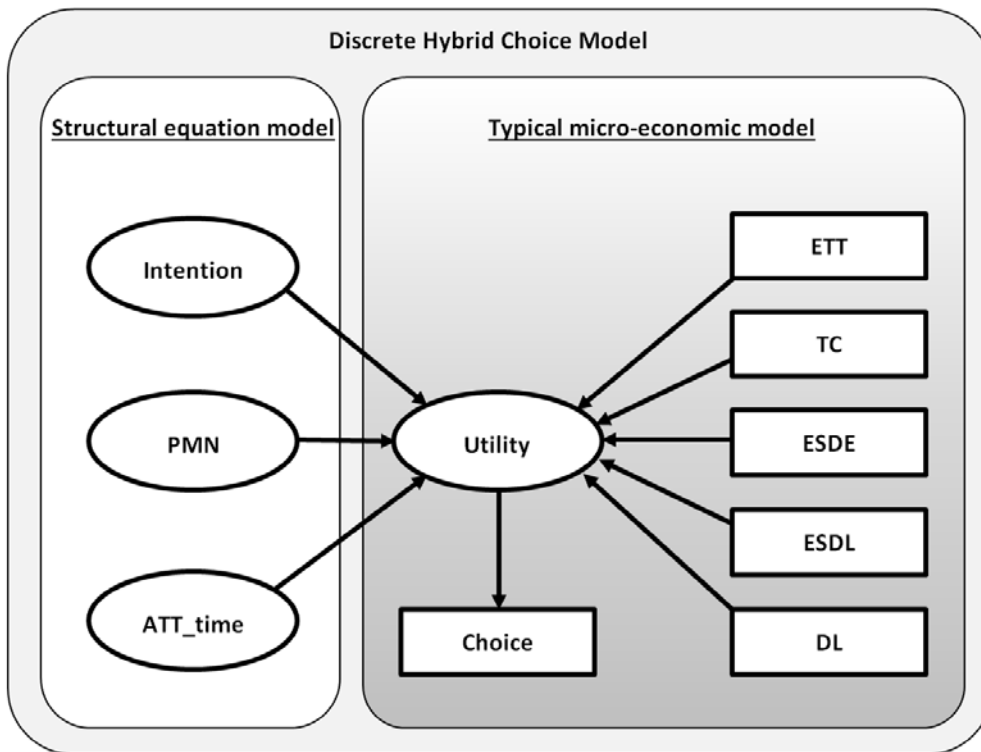 Discrete Hybrid Choice Model
Structural equation model
Typical micro-economic model
Intention
PMN
ATT_time
Utility
Choice
ETT
TC
ESDE
ESDL
DL